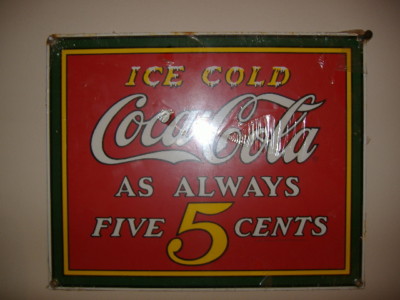 ICE COLD
Coca-Cola
AS ALWAYS
FIVE 5 CENTS